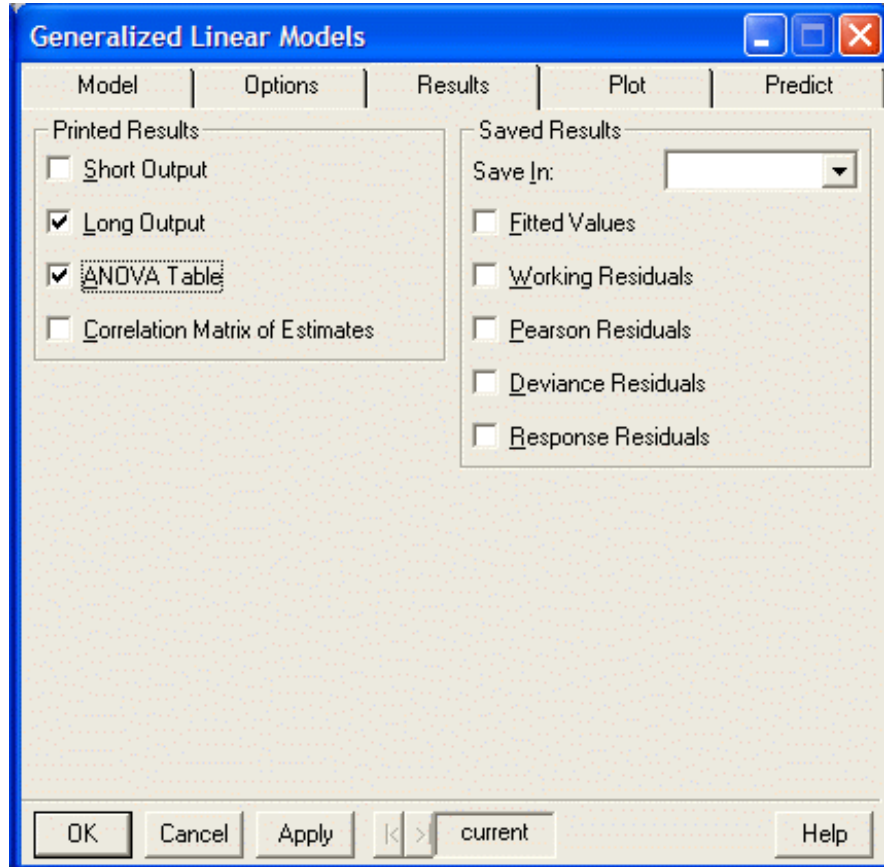 Generalized Linear Models
Model Options Results Plot Predict
Printed Results
Short Output
Long Output
ANOVA Table
Correlation Matrix of Estimates
Saved Results
Save In:
Fitted Values
Working Residuals
Pearson Residuals
Deviance Residuals
Response Residuals
OK Cancel Apply |< >| current Help